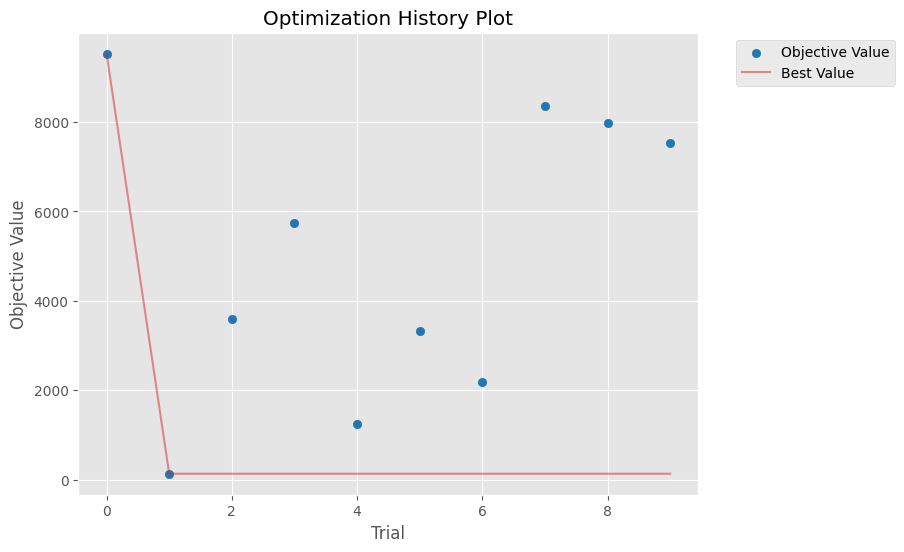 Optimization History Plot
Objective Value
Best Value
Objective Value
8000
6000
4000
2000
0
0 2 4 6 8
Trial